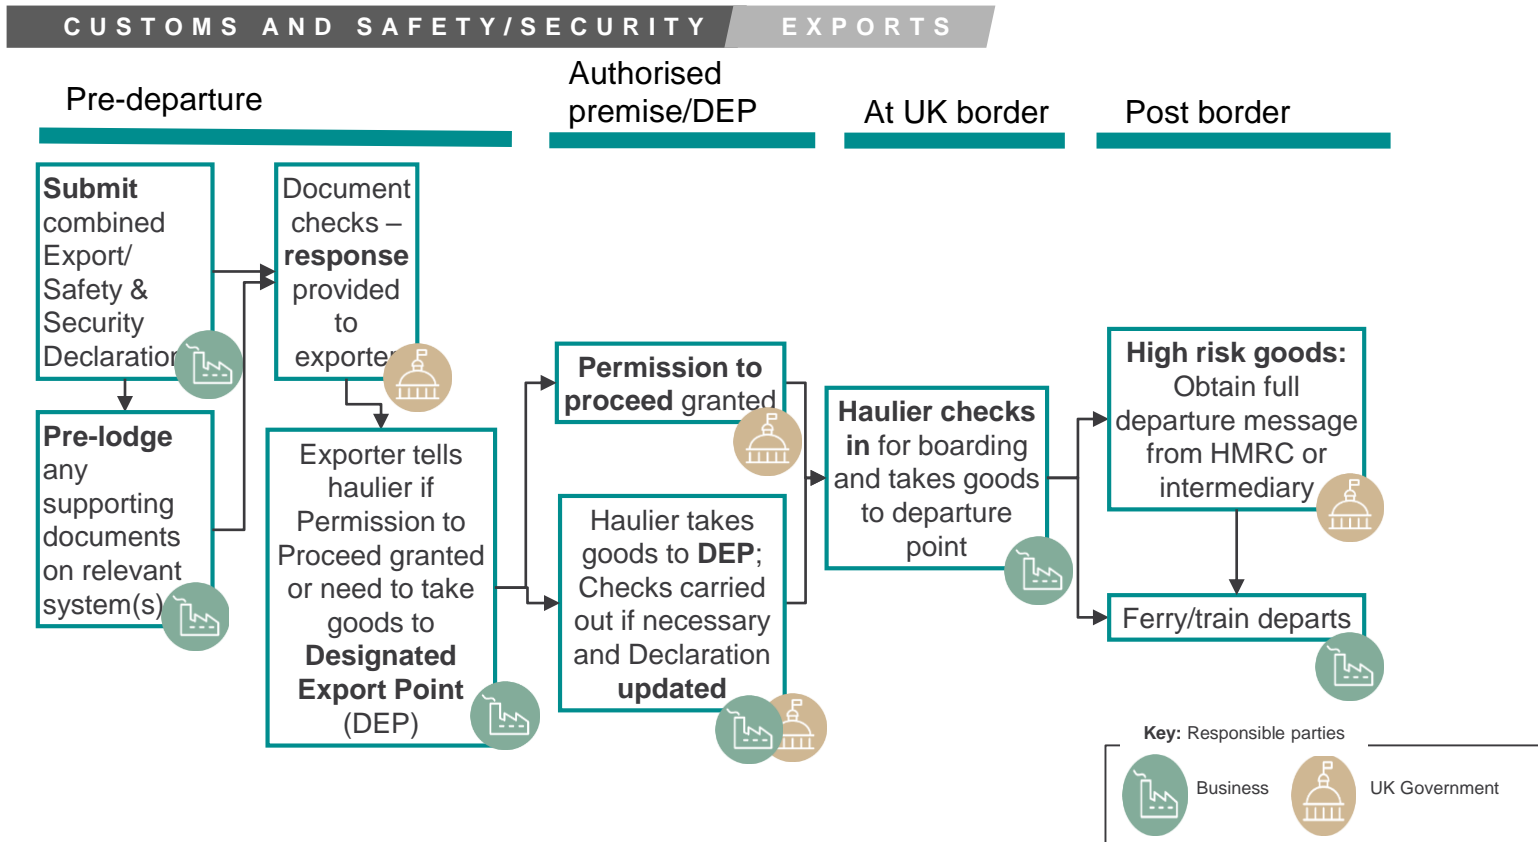 CUSTOMS AND SAFETY/SECURITY
EXPORTS
Pre-departure
Authorised
premise/DEP
At UK border
Post border
Submit
combined
Export/
Safety &
Security
Declaration
Pre-lodge
any
supporting
documents
on relevant
system(s)
Document
checks –
response
provided
to
exporter
Exporter tells
haulier if
Permission to
Proceed granted
or need to take
goods to
Designated
Export Point
(DEP)
Permission to
proceed granted
Haulier takes
goods to DEP;
Checks carried
out if necessary
and Declaration
updated
Haulier checks
in for boarding
and takes goods
to departure
point
High risk goods:
Obtain full
departure message
from HMRC or
intermediary
Ferry/train departs
Key: Responsible parties
Business
UK Government